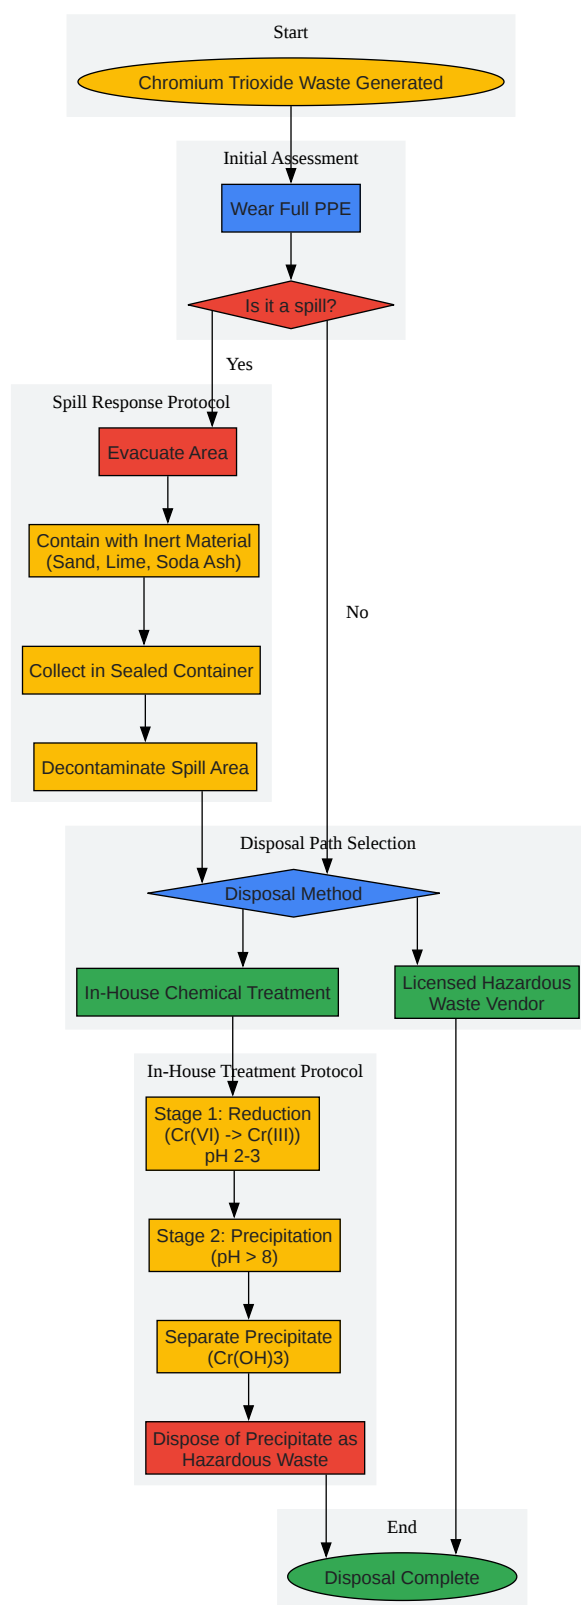 Start
Chromium Trioxide Waste Generated
Initial Assessment
Wear Full PPE
Is it a spill?
Yes
Spill Response Protocol
Evacuate Area
Contain with Inert Material
(Sand, Lime, Soda Ash)
No
Collect in Sealed Container
Decontaminate Spill Area
Disposal Path Selection
Disposal Method
In-House Chemical Treatment
Licensed Hazardous
Waste Vendor
In-House Treatment Protocol
Stage 1: Reduction
(Cr(VI) -> Cr(III))
pH 2-3
Stage 2: Precipitation
(pH > 8)
Separate Precipitate
(Cr(OH)3)
Dispose of Precipitate as
Hazardous Waste
End
Disposal Complete